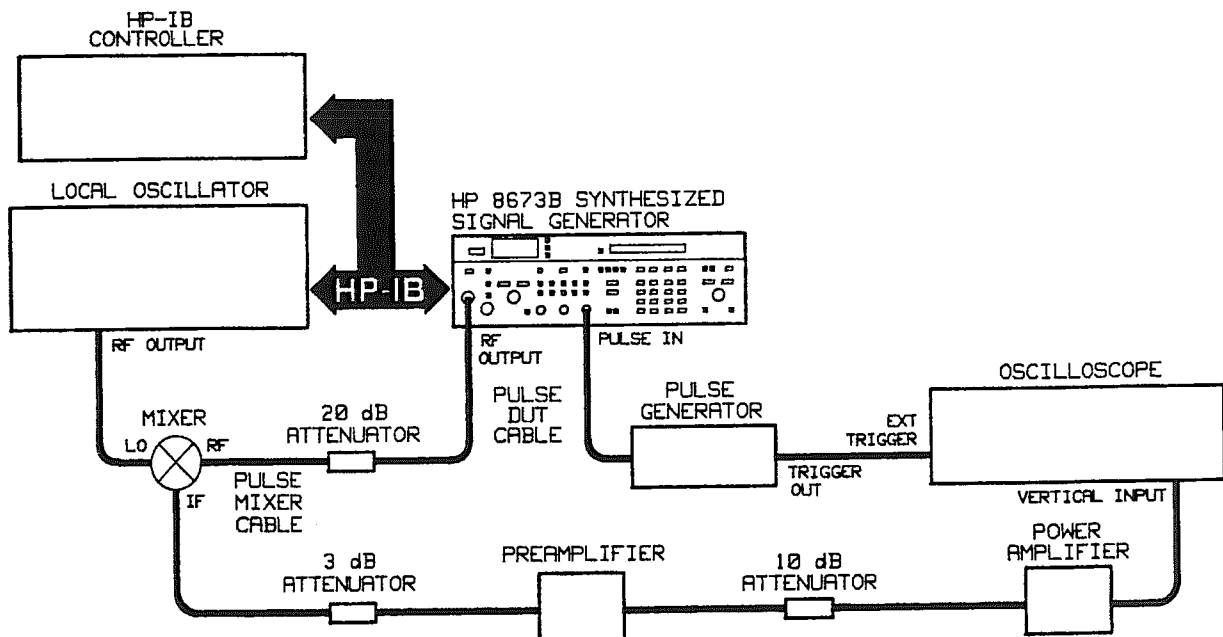 HP-IB
CONTROLLER
LOCAL OSCILLATOR
HP 8673B SYNTHESIZED
SIGNAL GENERATOR
HP-IB
RF OUTPUT
RF
OUTPUT
PULSE IN
PULSE
DUT
CABLE
PULSE
GENERATOR
OSCILLOSCOPE
EXT
TRIGGER
TRIGGER
OUT
VERTICAL INPUT
MIXER
LO
RF
IF
20 dB
ATTENUATOR
PULSE
MIXER
CABLE
3 dB
ATTENUATOR
PREAMPLIFIER
10 dB
ATTENUATOR
POWER
AMPLIFIER